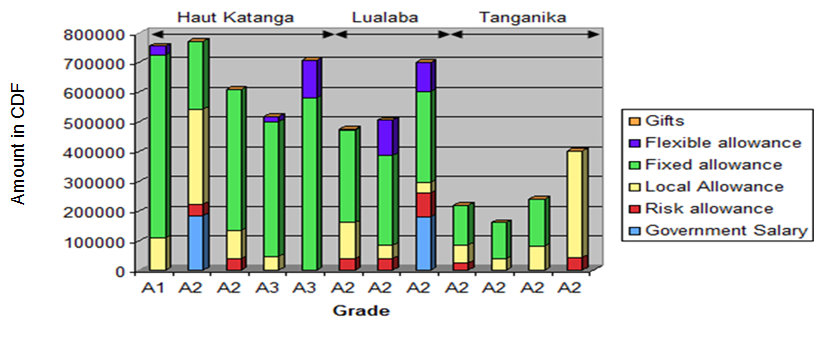 Haut Katanga Lualaba Tanganika
800000
700000
600000
500000
400000
300000
200000
100000
0
Amount in CDF
A1 A2 A2 A3 A3 A2 A2 A2 A2 A2 A2 A2
Grade
Gifts
Flexible allowance
Fixed allowance
Local Allowance
Risk allowance
Government Salary